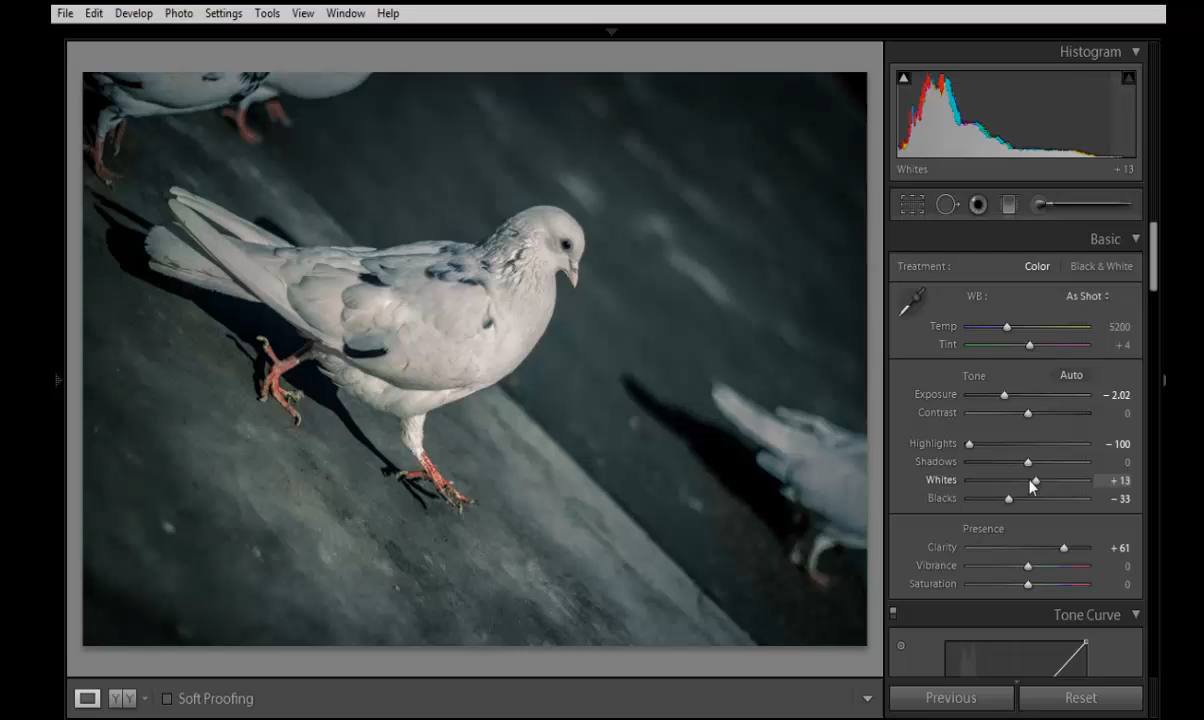 File Edit Develop Photo Settings Tools View Window Help
Histogram
Whites + 13
Basic
Treatment : Color Black & White
WB : As Shot
Temp 5200
Tint + 4
Tone Auto
Exposure − 2.02
Contrast 0
Highlights − 100
Shadows 0
Whites + 13
Blacks − 33
Presence
Clarity + 61
Vibrance 0
Saturation 0
Tone Curve
Y Y Soft Proofing
Previous Reset